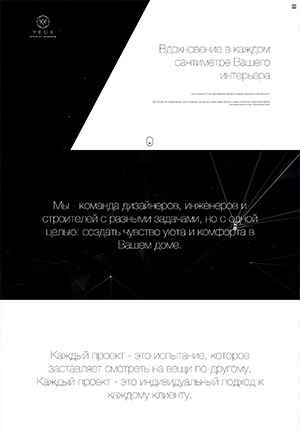 YEUX
Вдохновение в каждом
сантиметре Вашего
интерьера
Мы - команда дизайнеров, инженеров и
строителей с разными задачами, но с одной
целью: создать чувство уюта и комфорта в
Вашем доме.
Каждый проект - это испытание, которое
заставляет смотреть на вещи по-другому.
Каждый проект - это индивидуальный подход к
каждому клиенту.